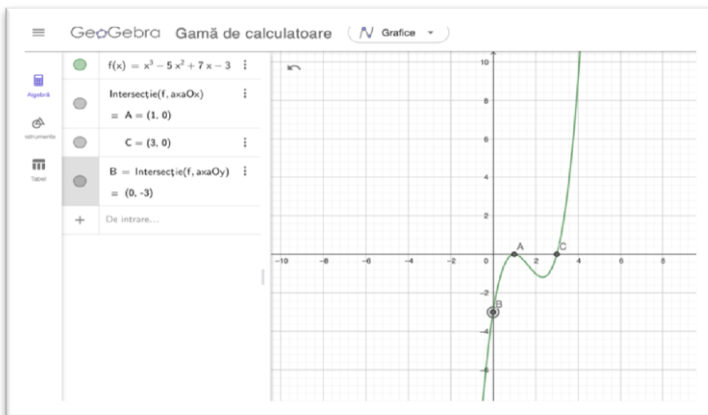 GeoGebra Gamă de calculatoare Grafice
f(x) = x³ − 5 x² + 7 x − 3
Algebră
Intersecție(f, axaOx)
= A = (1, 0)
Instrumente
C = (3, 0)
Tabel
B = Intersecție(f, axaOy)
= (0, -3)
+ De intrare...
10
8
6
4
2
A
C
-10 -8 -6 -4 -2 0 2 4 6 8
-2
B
-4
-6